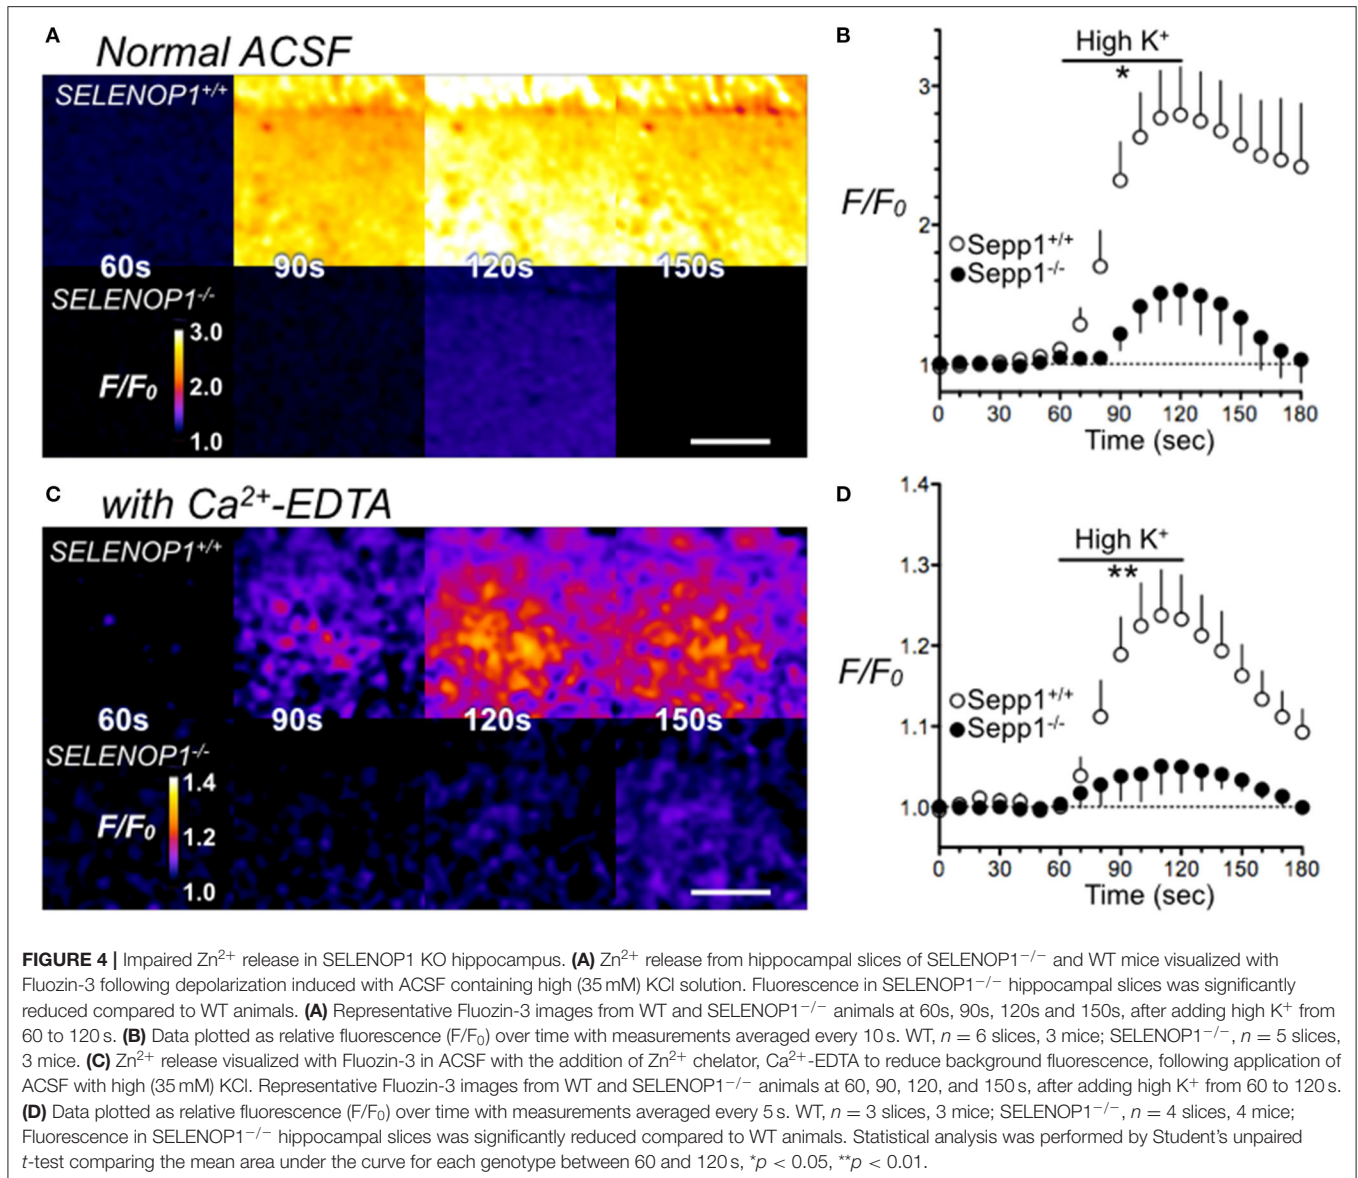 A
Normal ACSF
SELENOP1+/+
60s
90s
120s
150s
SELENOP1-/-
F/F0
3.0
2.0
1.0
B
High K+
*
3
2
1
F/F0
Sepp1+/+
Sepp1-/-
0 30 60 90 120 150 180
Time (sec)
C
with Ca2+-EDTA
SELENOP1+/+
60s
90s
120s
150s
SELENOP1-/-
F/F0
1.4
1.2
1.0
D
High K+
**
1.4
1.3
1.2
1.1
1.0
F/F0
Sepp1+/+
Sepp1-/-
0 30 60 90 120 150 180
Time (sec)
FIGURE 4 | Impaired Zn2+ release in SELENOP1 KO hippocampus. (A) Zn2+ release from hippocampal slices of SELENOP1−/− and WT mice visualized with
Fluozin-3 following depolarization induced with ACSF containing high (35 mM) KCl solution. Fluorescence in SELENOP1−/− hippocampal slices was significantly
reduced compared to WT animals. (A) Representative Fluozin-3 images from WT and SELENOP1−/− animals at 60s, 90s, 120s and 150s, after adding high K+ from
60 to 120 s. (B) Data plotted as relative fluorescence (F/F0) over time with measurements averaged every 10 s. WT, n = 6 slices, 3 mice; SELENOP1−/−, n = 5 slices,
3 mice. (C) Zn2+ release visualized with Fluozin-3 in ACSF with the addition of Zn2+ chelator, Ca2+-EDTA to reduce background fluorescence, following application of
ACSF with high (35 mM) KCl. Representative Fluozin-3 images from WT and SELENOP1−/− animals at 60, 90, 120, and 150 s, after adding high K+ from 60 to 120 s.
(D) Data plotted as relative fluorescence (F/F0) over time with measurements averaged every 5 s. WT, n = 3 slices, 3 mice; SELENOP1−/−, n = 4 slices, 4 mice;
Fluorescence in SELENOP1−/− hippocampal slices was significantly reduced compared to WT animals. Statistical analysis was performed by Student's unpaired
t-test comparing the mean area under the curve for each genotype between 60 and 120 s, *p < 0.05, **p < 0.01.